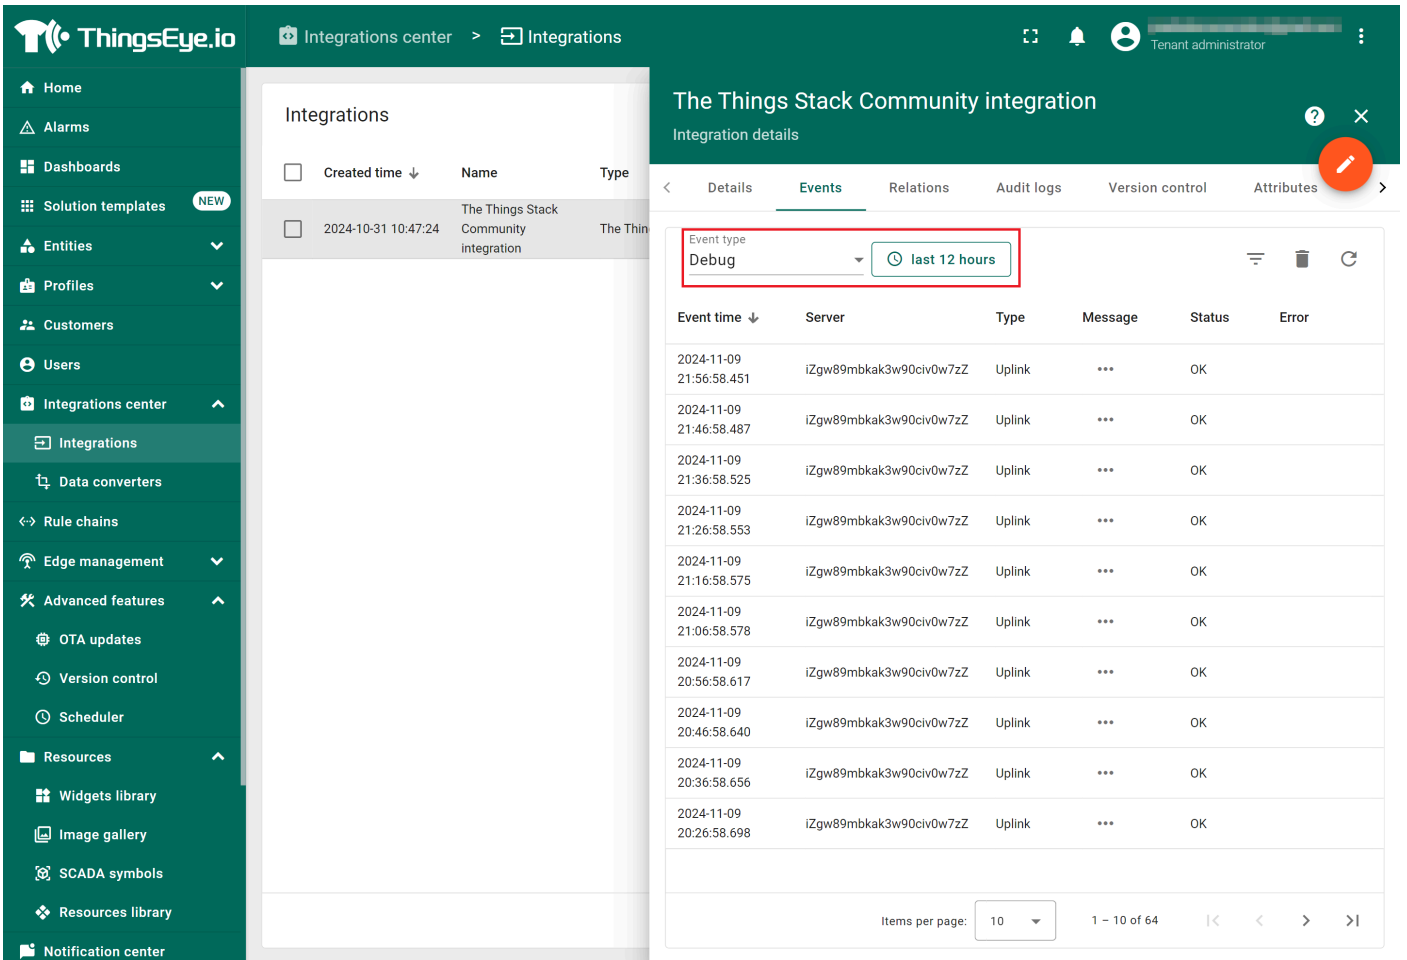 ThingsEye.io
Integrations center > Integrations
Tenant administrator
Home
Alarms
Dashboards
Solution templates NEW
Entities
Profiles
Customers
Users
Integrations center
Integrations
Data converters
Rule chains
Edge management
Advanced features
OTA updates
Version control
Scheduler
Resources
Widgets library
Image gallery
SCADA symbols
Resources library
Notification center
Integrations
Created time Name Type
2024-10-31 10:47:24 The Things Stack Community integration The Thin
The Things Stack Community integration
Integration details
Details Events Relations Audit logs Version control Attributes
Event type
Debug last 12 hours
Event time Server Type Message Status Error
2024-11-09 21:56:58.451 iZgw89mbkak3w90civ0w7zZ Uplink ••• OK
2024-11-09 21:46:58.487 iZgw89mbkak3w90civ0w7zZ Uplink ••• OK
2024-11-09 21:36:58.525 iZgw89mbkak3w90civ0w7zZ Uplink ••• OK
2024-11-09 21:26:58.553 iZgw89mbkak3w90civ0w7zZ Uplink ••• OK
2024-11-09 21:16:58.575 iZgw89mbkak3w90civ0w7zZ Uplink ••• OK
2024-11-09 21:06:58.578 iZgw89mbkak3w90civ0w7zZ Uplink ••• OK
2024-11-09 20:56:58.617 iZgw89mbkak3w90civ0w7zZ Uplink ••• OK
2024-11-09 20:46:58.640 iZgw89mbkak3w90civ0w7zZ Uplink ••• OK
2024-11-09 20:36:58.656 iZgw89mbkak3w90civ0w7zZ Uplink ••• OK
2024-11-09 20:26:58.698 iZgw89mbkak3w90civ0w7zZ Uplink ••• OK
Items per page: 10 1 – 10 of 64